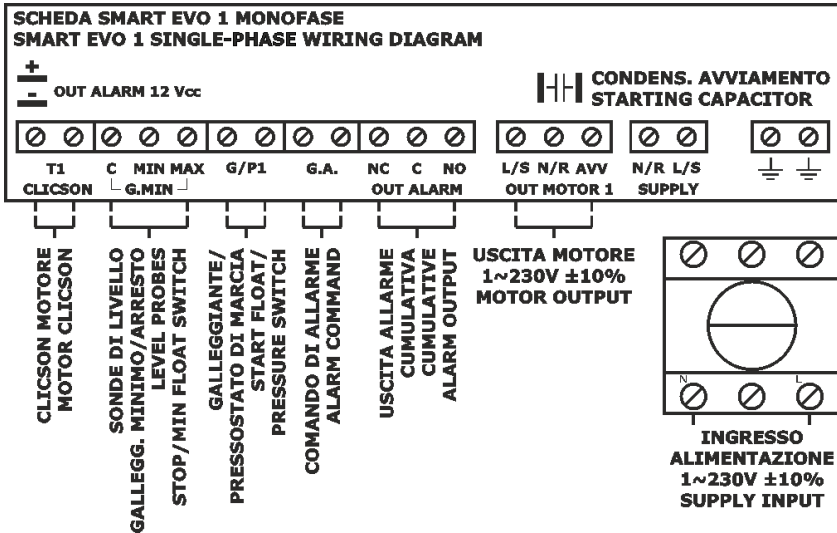 SCHEDA SMART EVO 1 MONOFASE
SMART EVO 1 SINGLE-PHASE WIRING DIAGRAM
+
-
OUT ALARM 12 Vcc
CONDENS. AVVIAMENTO
STARTING CAPACITOR
T1
CLICSON
C MIN MAX
G.MIN
G/P1
G.A.
NC C NO
OUT ALARM
L/S N/R AVV
OUT MOTOR 1
N/R L/S
SUPPLY
CLICSON MOTORE
MOTOR CLICSON
SONDE DI LIVELLO
GALLEGG. MINIMO/ARRESTO
LEVEL PROBES
STOP/MIN FLOAT SWITCH
GALLEGGIANTE/
PRESSOSTATO DI MARCIA
START FLOAT/
PRESSURE SWITCH
COMANDO DI ALLARME
ALARM COMMAND
USCITA ALLARME
CUMULATIVA
CUMULATIVE
ALARM OUTPUT
USCITA MOTORE
1~230V ±10%
MOTOR OUTPUT
N L
INGRESSO
ALIMENTAZIONE
1~230V ±10%
SUPPLY INPUT